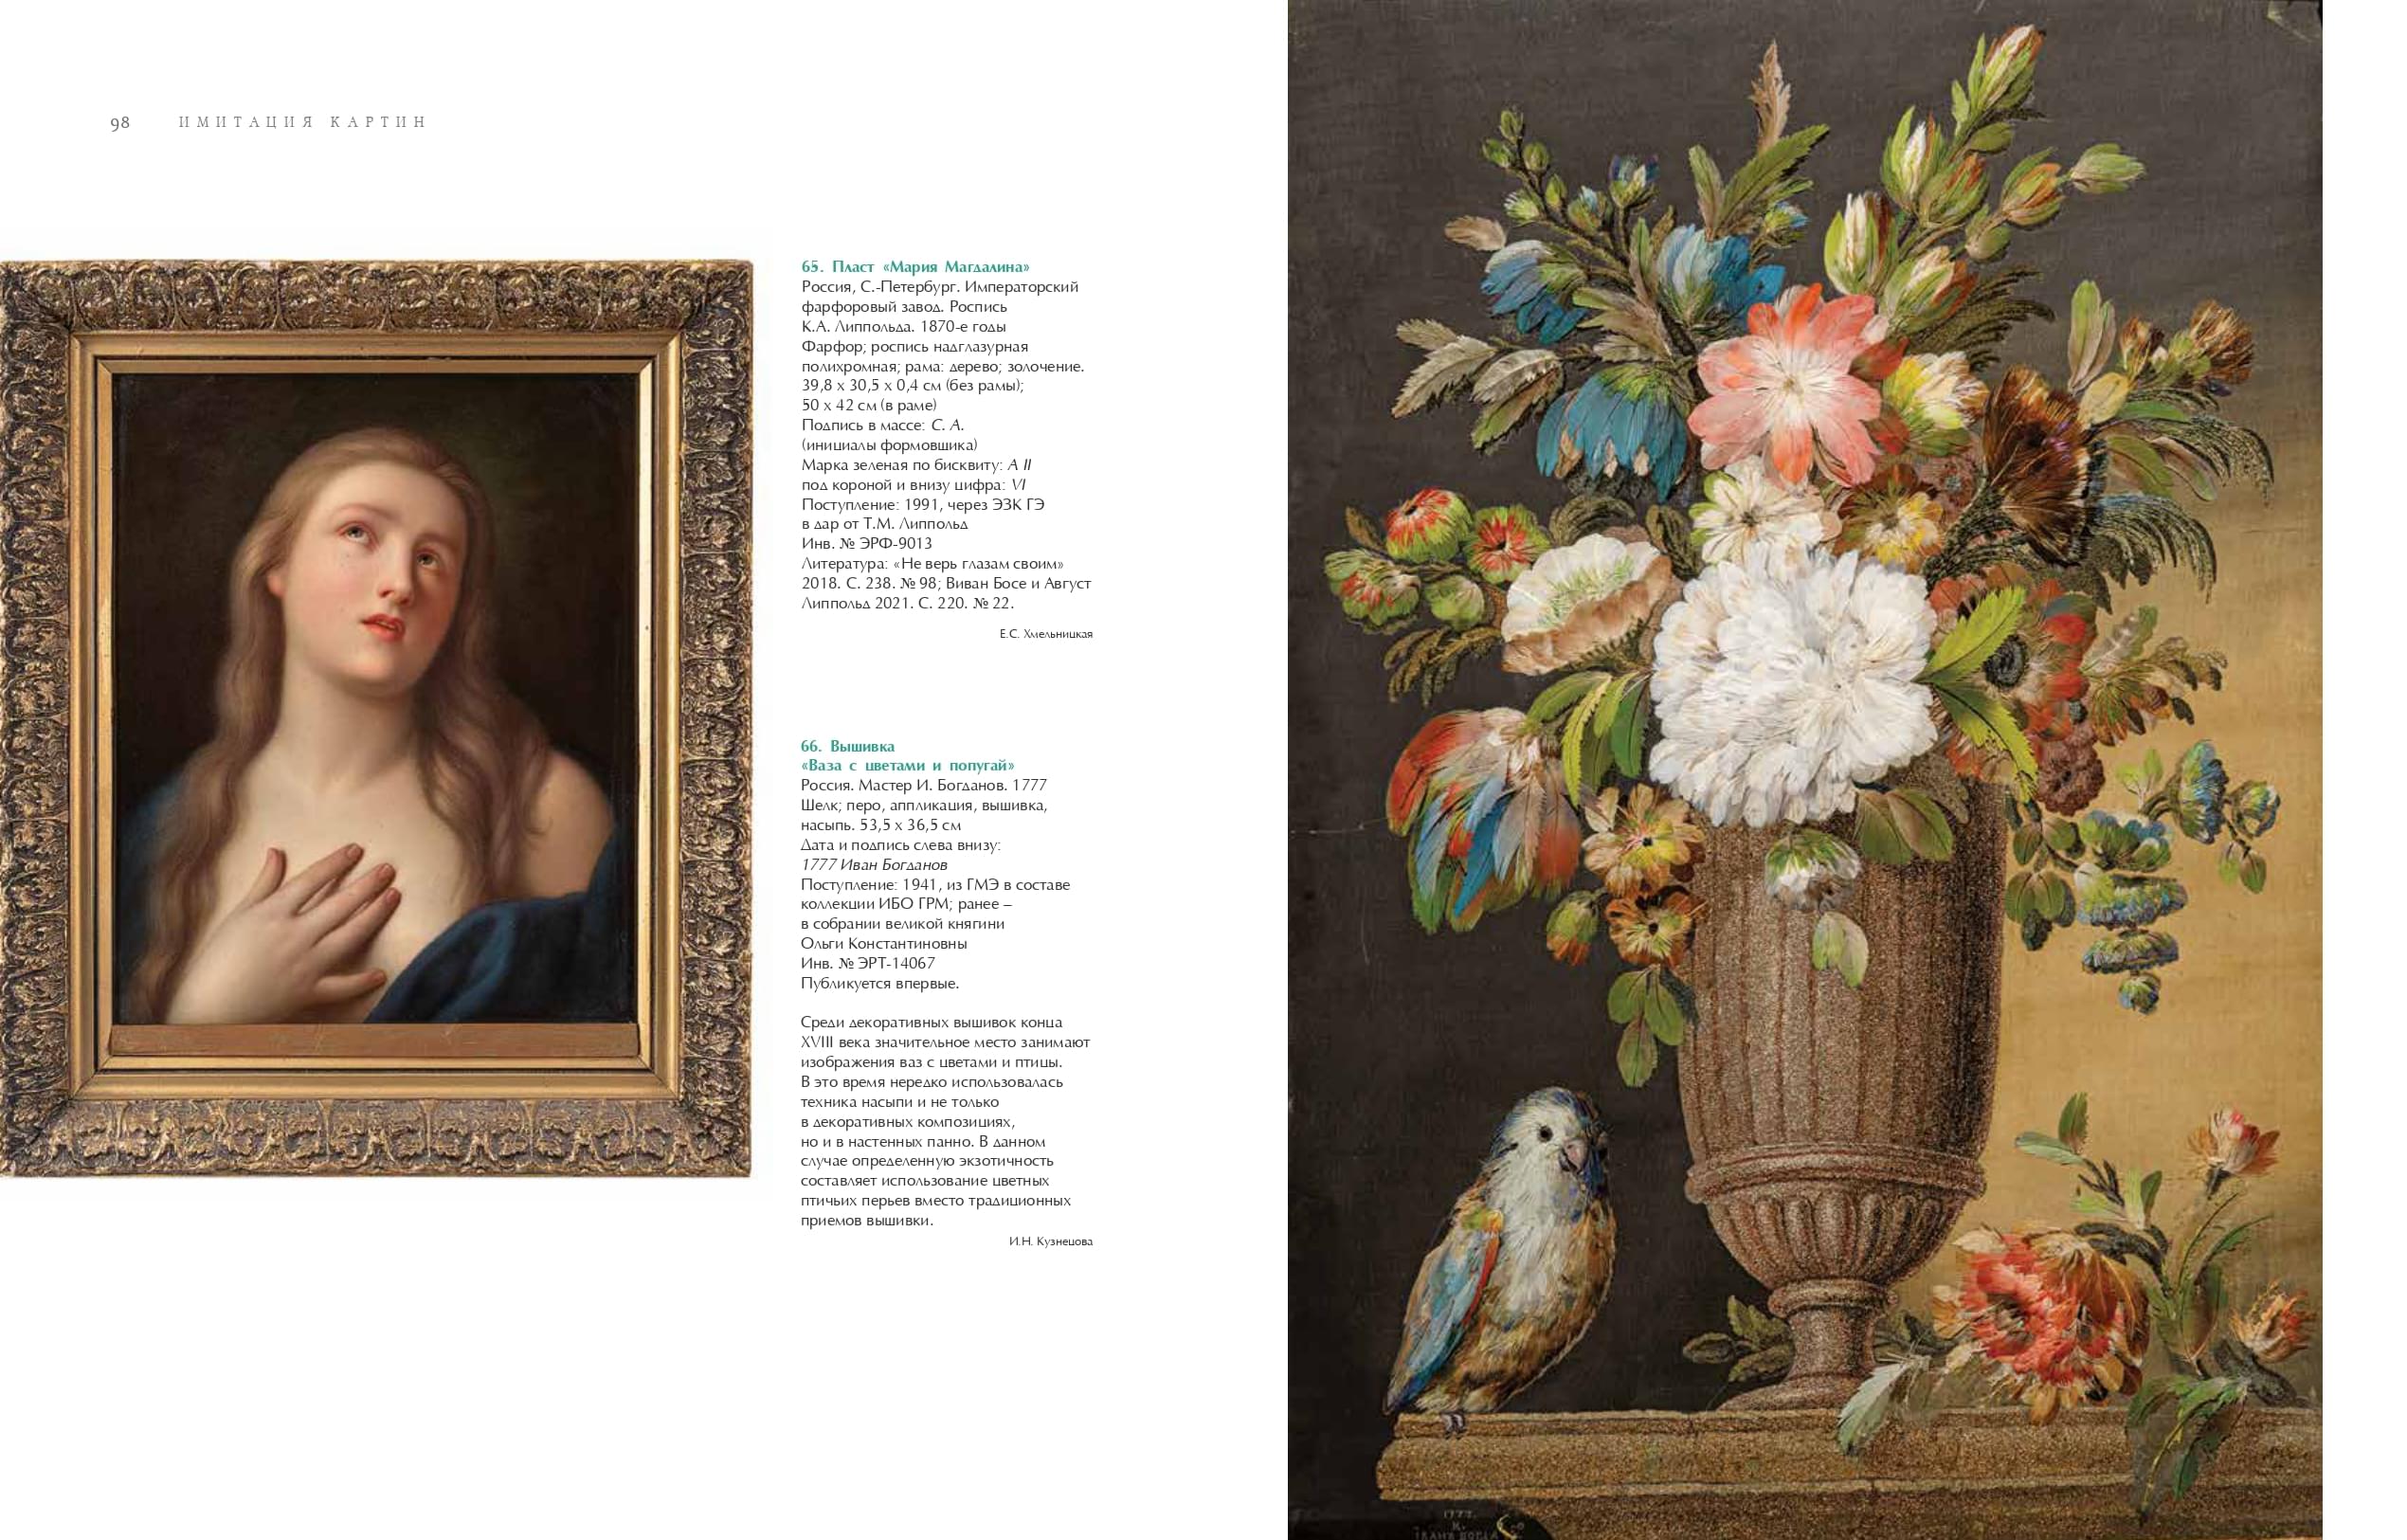 98 ИМИТАЦИЯ КАРТИН
65. Пласт «Мария Магдалина»
Россия, С.-Петербург. Императорский
фарфоровый завод. Роспись
К.А. Липпольда. 1870-е годы
Фарфор; роспись надглазурная
полихромная; рама: дерево; золочение.
39,8 х 30,5 х 0,4 см (без рамы);
50 х 42 см (в раме)
Подпись в массе: С. А.
(инициалы формовщика)
Марка зеленая по бисквиту: А II
под короной и внизу цифра: VI
Поступление: 1991, через ЭЗК ГЭ
в дар от Т.М. Липпольд
Инв. № ЭРФ-9013
Литература: «Не верь глазам своим»
2018. С. 238. № 98; Виван Босе и Август
Липпольд 2021. С. 220. № 22.
Е.С. Хмельницкая
66. Вышивка
«Ваза с цветами и попугай»
Россия. Мастер И. Богданов. 1777
Шелк; перо, аппликация, вышивка,
насыпь. 53,5 х 36,5 см
Дата и подпись слева внизу:
1777 Иван Богданов
Поступление: 1941, из ГМЭ в составе
коллекции ИБО ГРМ; ранее –
в собрании великой княгини
Ольги Константиновны
Инв. № ЭРТ-14067
Публикуется впервые.
Среди декоративных вышивок конца
XVIII века значительное место занимают
изображения ваз с цветами и птицы.
В это время нередко использовалась
техника насыпи и не только
в декоративных композициях,
но и в настенных панно. В данном
случае определенную экзотичность
составляет использование цветных
птичьих перьев вместо традиционных
приемов вышивки.
И.Н. Кузнецова
1777.